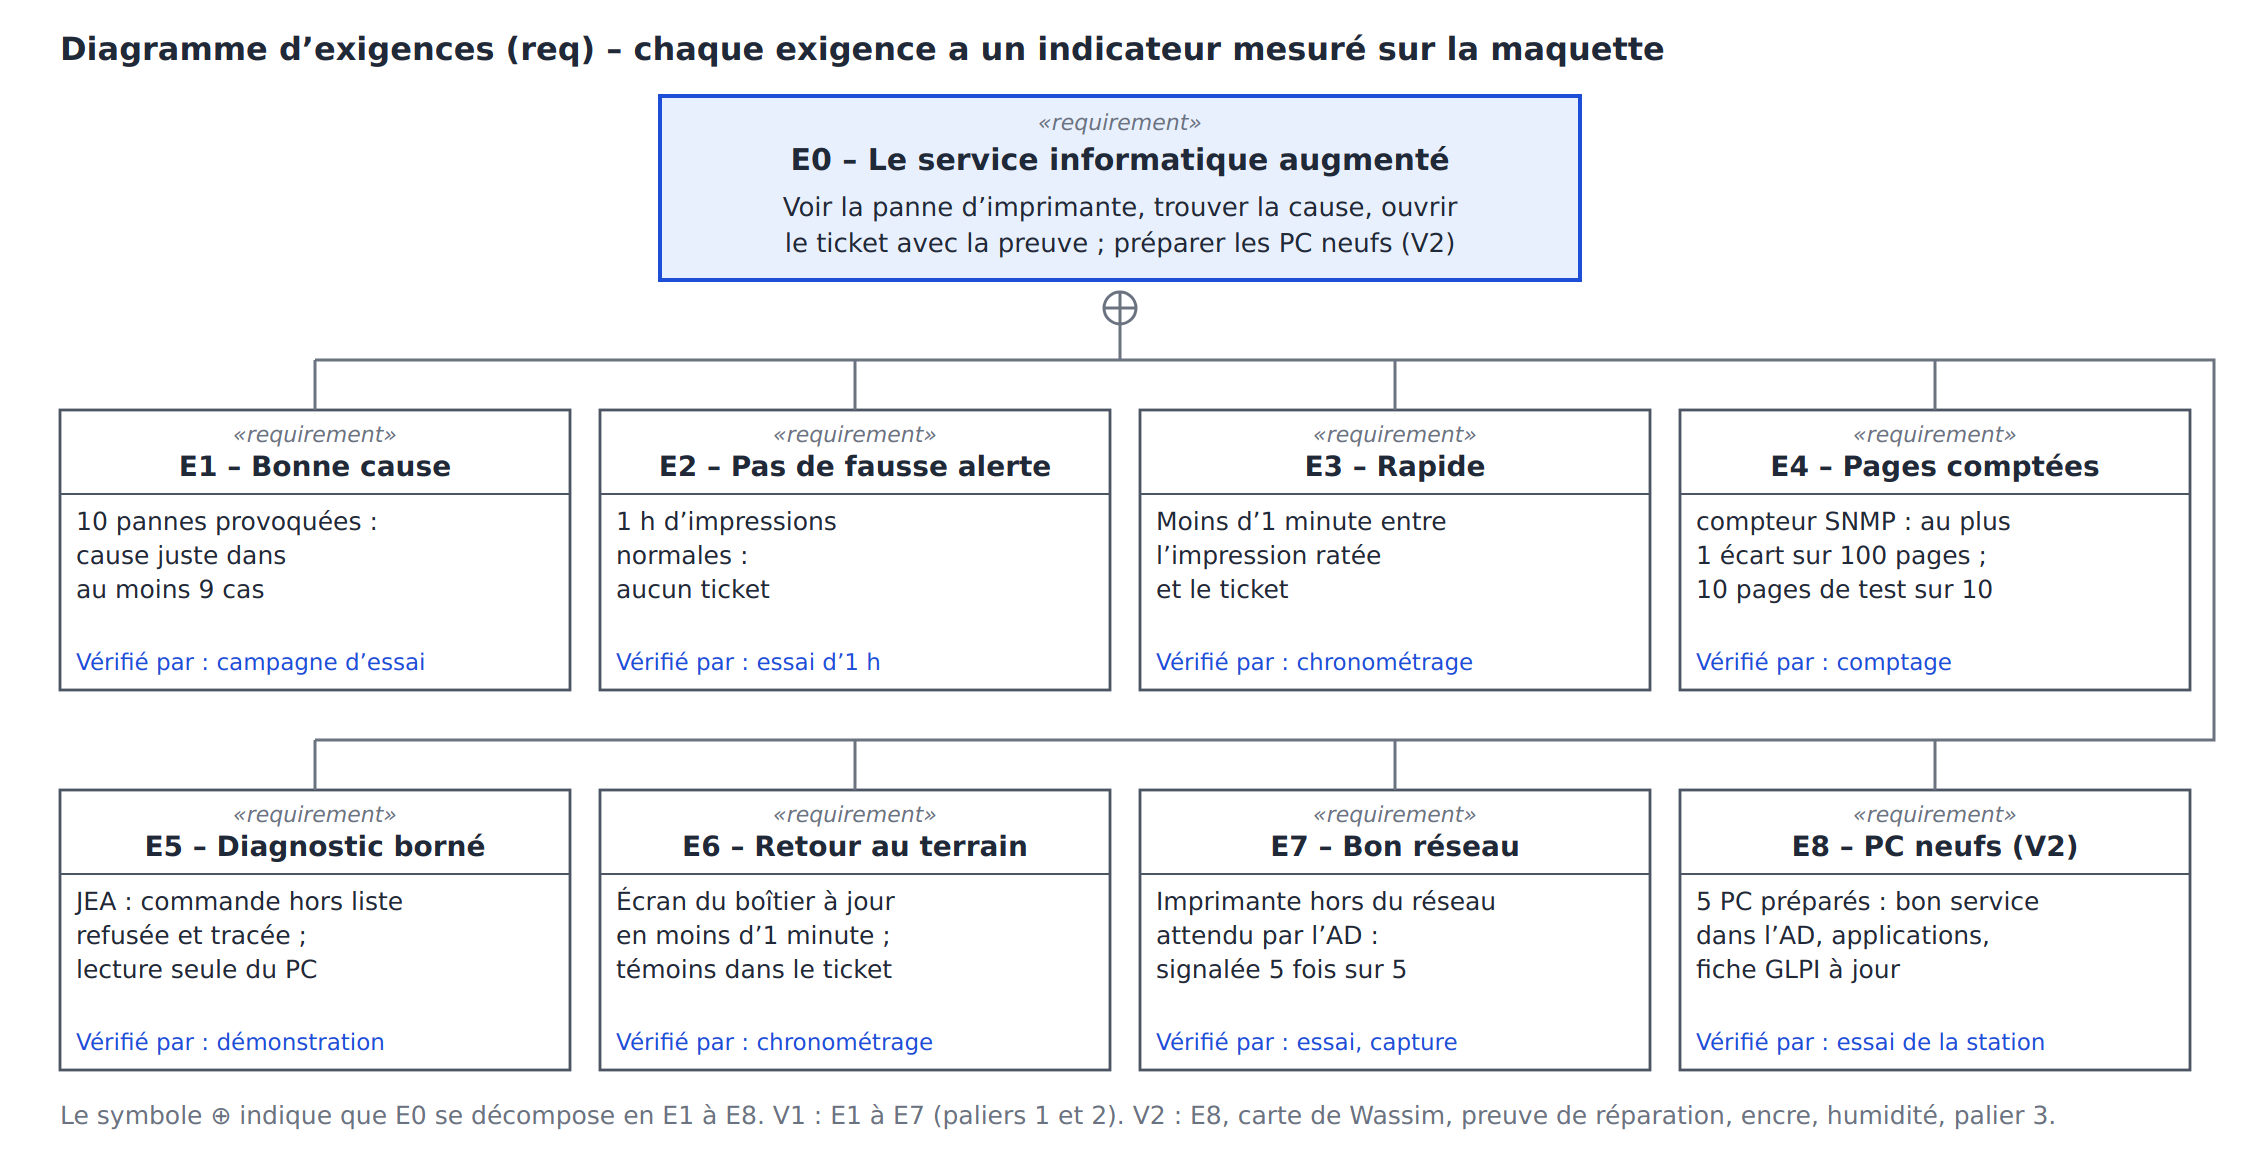 Diagramme d’exigences (req) – chaque exigence a un indicateur mesuré sur la maquette
«requirement»
E0 – Le service informatique augmenté
Voir la panne d’imprimante, trouver la cause, ouvrir
le ticket avec la preuve ; préparer les PC neufs (V2)
«requirement»
E1 – Bonne cause
10 pannes provoquées :
cause juste dans
au moins 9 cas
Vérifié par : campagne d’essai
«requirement»
E2 – Pas de fausse alerte
1 h d’impressions
normales :
aucun ticket
Vérifié par : essai d’1 h
«requirement»
E3 – Rapide
Moins d’1 minute entre
l’impression ratée
et le ticket
Vérifié par : chronométrage
«requirement»
E4 – Pages comptées
compteur SNMP : au plus
1 écart sur 100 pages ;
10 pages de test sur 10
Vérifié par : comptage
«requirement»
E5 – Diagnostic borné
JEA : commande hors liste
refusée et tracée ;
lecture seule du PC
Vérifié par : démonstration
«requirement»
E6 – Retour au terrain
Écran du boîtier à jour
en moins d’1 minute ;
témoins dans le ticket
Vérifié par : chronométrage
«requirement»
E7 – Bon réseau
Imprimante hors du réseau
attendu par l’AD :
signalée 5 fois sur 5
Vérifié par : essai, capture
«requirement»
E8 – PC neufs (V2)
5 PC préparés : bon service
dans l’AD, applications,
fiche GLPI à jour
Vérifié par : essai de la station
Le symbole ⊕ indique que E0 se décompose en E1 à E8. V1 : E1 à E7 (paliers 1 et 2). V2 : E8, carte de Wassim, preuve de réparation, encre, humidité, palier 3.